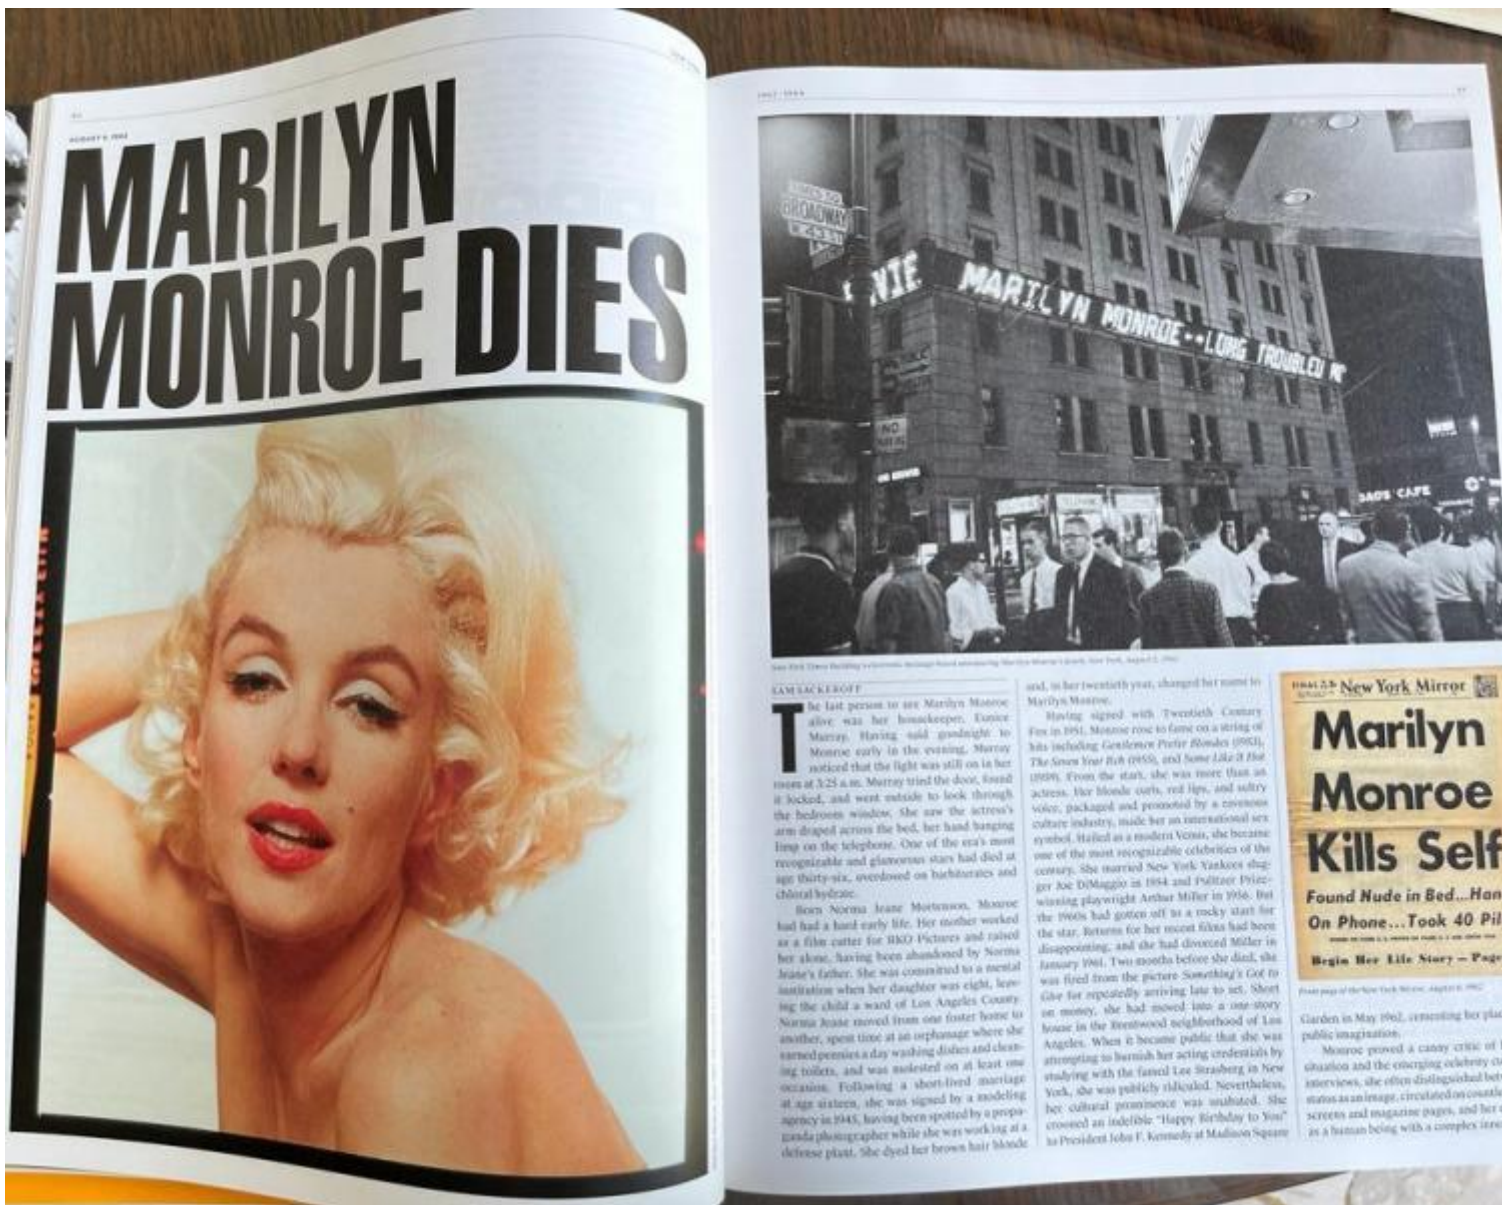 MARILYN
MONROE DIES
TIMES SQ
BROADWAY
W. 43 ST
MARILYN MONROE--LONG TROUBLED
NO
CAFE
SAM SACKEROFF
The last person to see Marilyn Monroe
alive was her housekeeper, Eunice
Murray. Having said goodnight to
Monroe early in the evening, Murray
noticed that the light was still on in her
room at 3:25 a.m. Murray tried the door, found
it locked, and went outside to look through
the bedroom window. She saw the actress's
arm draped across the bed, her hand hanging
limp on the telephone. One of the era's most
recognizable and glamorous stars had died at
age thirty-six, overdosed on barbiturates and
chloral hydrate.
Born Norma Jeane Mortenson, Monroe
had had a hard early life. Her mother worked
as a film cutter for RKO Pictures and raised
her alone, having been abandoned by Norma
Jeane's father. She was committed to a mental
institution when her daughter was eight, leav-
ing the child a ward of Los Angeles County.
Norma Jeane moved from one foster home to
another, spent time at an orphanage where she
earned pennies a day washing dishes and clean-
ing toilets, and was molested on at least one
occasion. Following a short-lived marriage
at age sixteen, she was signed by a modeling
agency in 1945, having been spotted by a propa-
ganda photographer while she was working at a
defense plant. She dyed her brown hair blonde
and, in her twentieth year, changed her name to
Marilyn Monroe.
Having signed with Twentieth Century
Fox in 1951, Monroe rose to fame on a string of
hits including Gentlemen Prefer Blondes (1953),
The Seven Year Itch (1955), and Some Like It Hot
(1959). From the start, she was more than an
actress. Her blonde curls, red lips, and sultry
voice, packaged and promoted by a ravenous
culture industry, made her an international sex
symbol. Hailed as a modern Venus, she became
one of the most recognizable celebrities of the
century. She married New York Yankees slug-
ger Joe DiMaggio in 1954 and Pulitzer Prize-
winning playwright Arthur Miller in 1956. But
the 1960s had gotten off to a rocky start for
the star. Returns for her recent films had been
disappointing, and she had divorced Miller in
January 1961. Two months before she died, she
was fired from the picture Something's Got to
Give for repeatedly arriving late to set. Short
on money, she had moved into a one-story
house in the Brentwood neighborhood of Los
Angeles. When it became public that she was
attempting to burnish her acting credentials by
studying with the famed Lee Strasberg in New
York, she was publicly ridiculed. Nevertheless,
her cultural prominence was unabated. She
crooned an indelible "Happy Birthday to You"
to President John F. Kennedy at Madison Square
New York Mirror
Marilyn
Monroe
Kills Self
Found Nude in Bed...Han
On Phone...Took 40 Pil
Begin Her Life Story — Page
Front page of the New York Mirror, August 6, 1962
Garden in May 1962, cementing her pla
public imagination.
Monroe proved a canny critic of
situation and the emerging celebrity cu
interviews, she often distinguished bet
status as an image, circulated on countl
screens and magazine pages, and her
as a human being with a complex inne